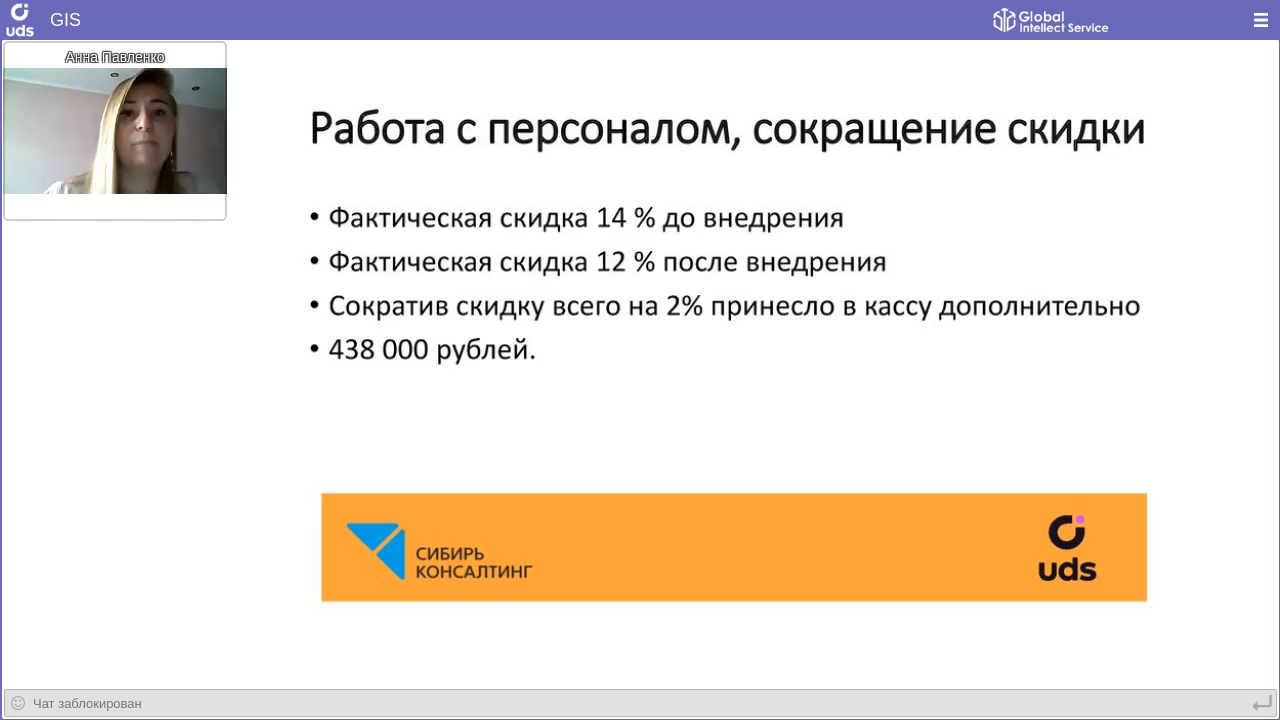 uds
GIS
Global
Intellect Service
Анна Павленко
Работа с персоналом, сокращение скидки
• Фактическая скидка 14 % до внедрения
• Фактическая скидка 12 % после внедрения
• Сократив скидку всего на 2% принесло в кассу дополнительно
• 438 000 рублей.
СИБИРЬ
КОНСАЛТИНГ
uds
Чат заблокирован